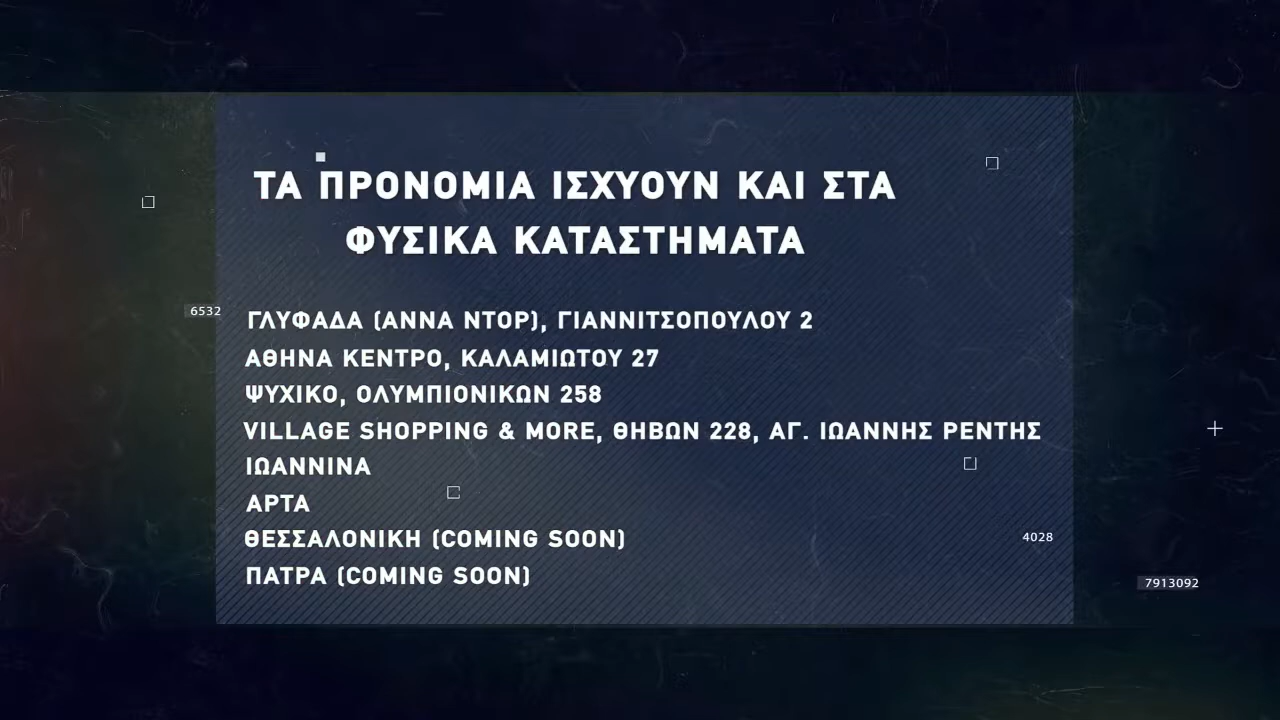 ΤΑ ΠΡΟΝΟΜΙΑ ΙΣΧΥΟΥΝ ΚΑΙ ΣΤΑ
ΦΥΣΙΚΑ ΚΑΤΑΣΤΗΜΑΤΑ
6532
ΓΛΥΦΑΔΑ (ΑΝΝΑ ΝΤΟΡ), ΓΙΑΝΝΙΤΣΟΠΟΥΛΟΥ 2
ΑΘΗΝΑ ΚΕΝΤΡΟ, ΚΑΛΑΜΙΩΤΟΥ 27
ΨΥΧΙΚΟ, ΟΛΥΜΠΙΟΝΙΚΩΝ 258
VILLAGE SHOPPING & MORE, ΘΗΒΩΝ 228, ΑΓ. ΙΩΑΝΝΗΣ ΡΕΝΤΗΣ
ΙΩΑΝΝΙΝΑ
ΑΡΤΑ
ΘΕΣΣΑΛΟΝΙΚΗ (COMING SOON)
4028
ΠΑΤΡΑ (COMING SOON)
7913092